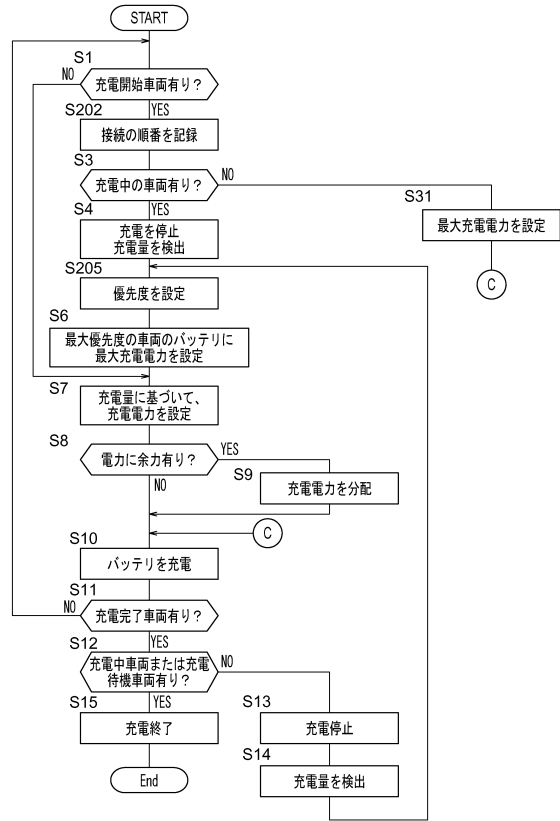 START
S1
充電開始車両有り？
NO
YES
S202
接続の順番を記録
S3
充電中の車両有り？
NO
YES
S31
最大充電電力を設定
C
S4
充電を停止
充電量を検出
S205
優先度を設定
S6
最大優先度の車両のバッテリに
最大充電電力を設定
S7
充電量に基づいて、
充電電力を設定
S8
電力に余力有り？
YES
NO
S9
充電電力を分配
C
S10
バッテリを充電
S11
充電完了車両有り？
NO
YES
S12
充電中車両または充電
待機車両有り？
NO
YES
S13
充電停止
S14
充電量を検出
S15
充電終了
End